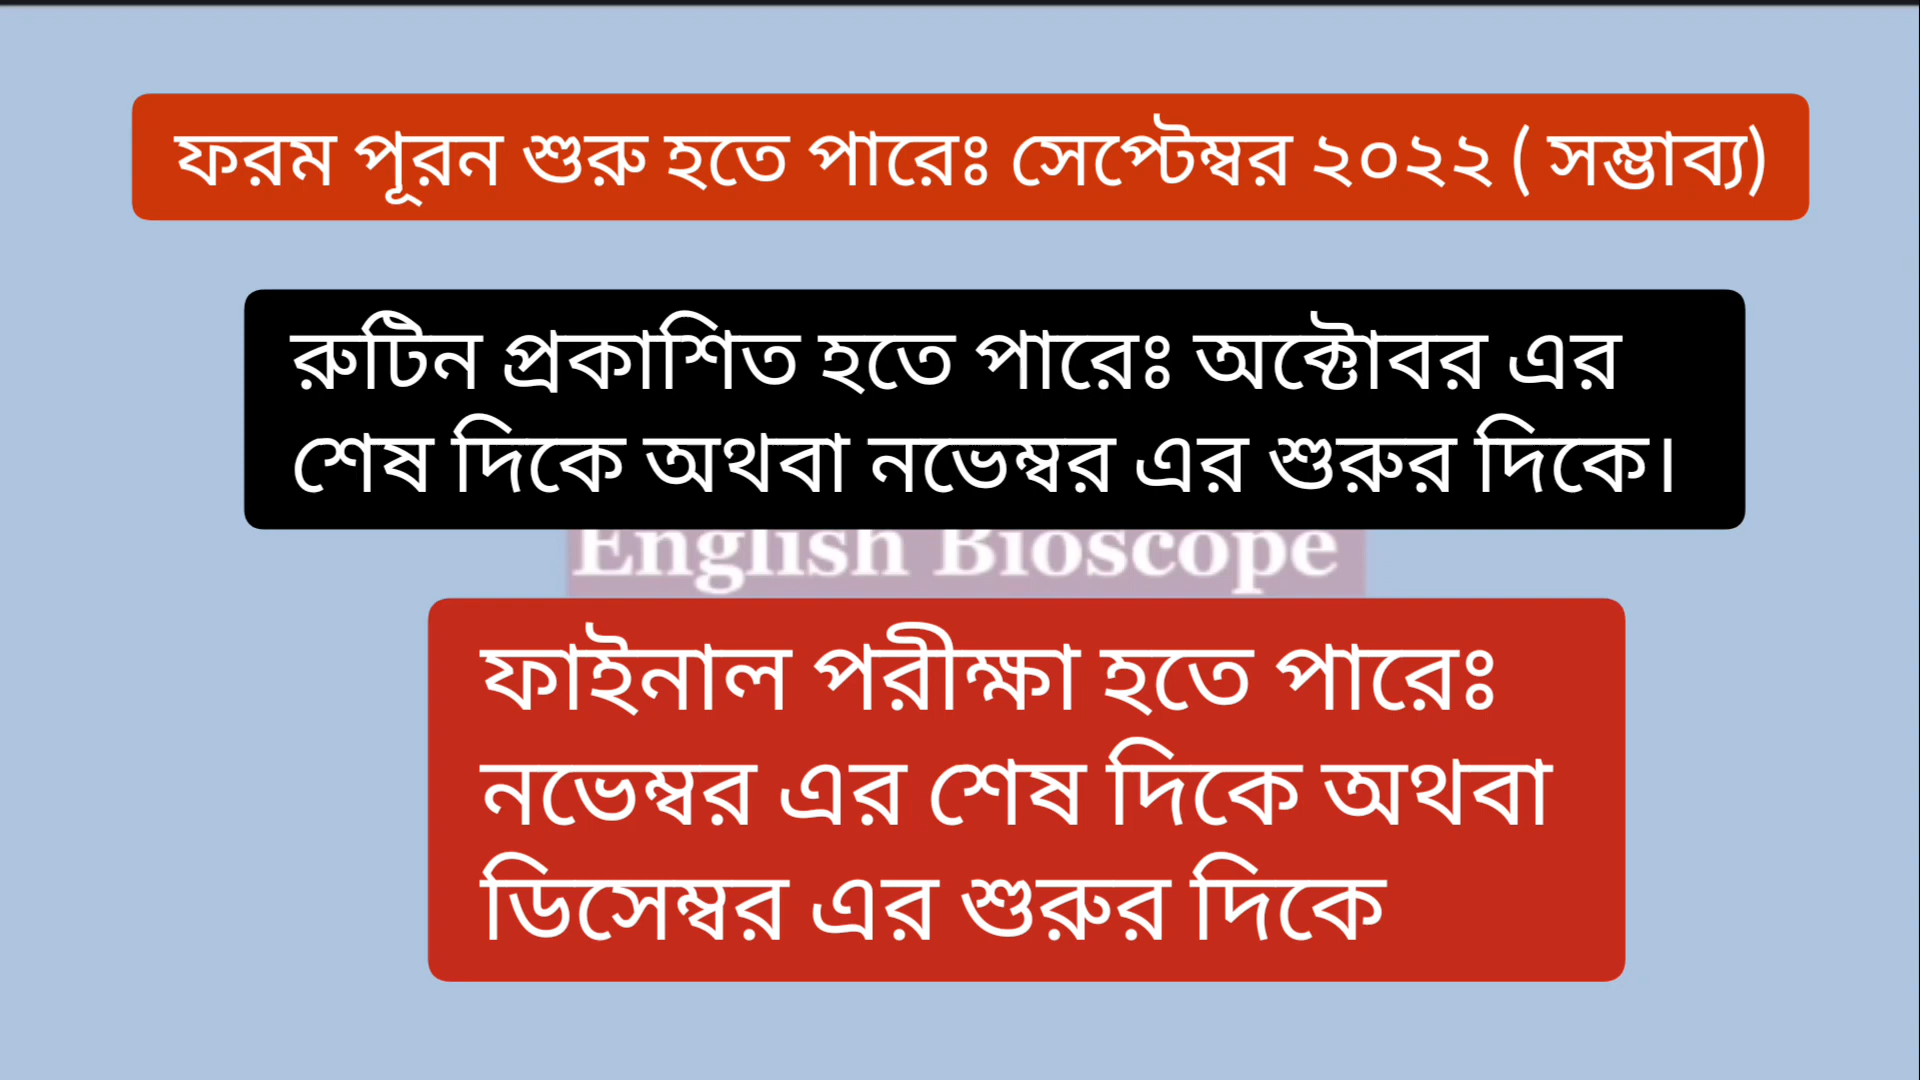 ফরম পূরন শুরু হতে পারেঃ সেপ্টেম্বর ২০২২ ( সম্ভাব্য)
রুটিন প্রকাশিত হতে পারেঃ অক্টোবর এর
শেষ দিকে অথবা নভেম্বর এর শুরুর দিকে।
English Bioscope
ফাইনাল পরীক্ষা হতে পারেঃ
নভেম্বর এর শেষ দিকে অথবা
ডিসেম্বর এর শুরুর দিকে